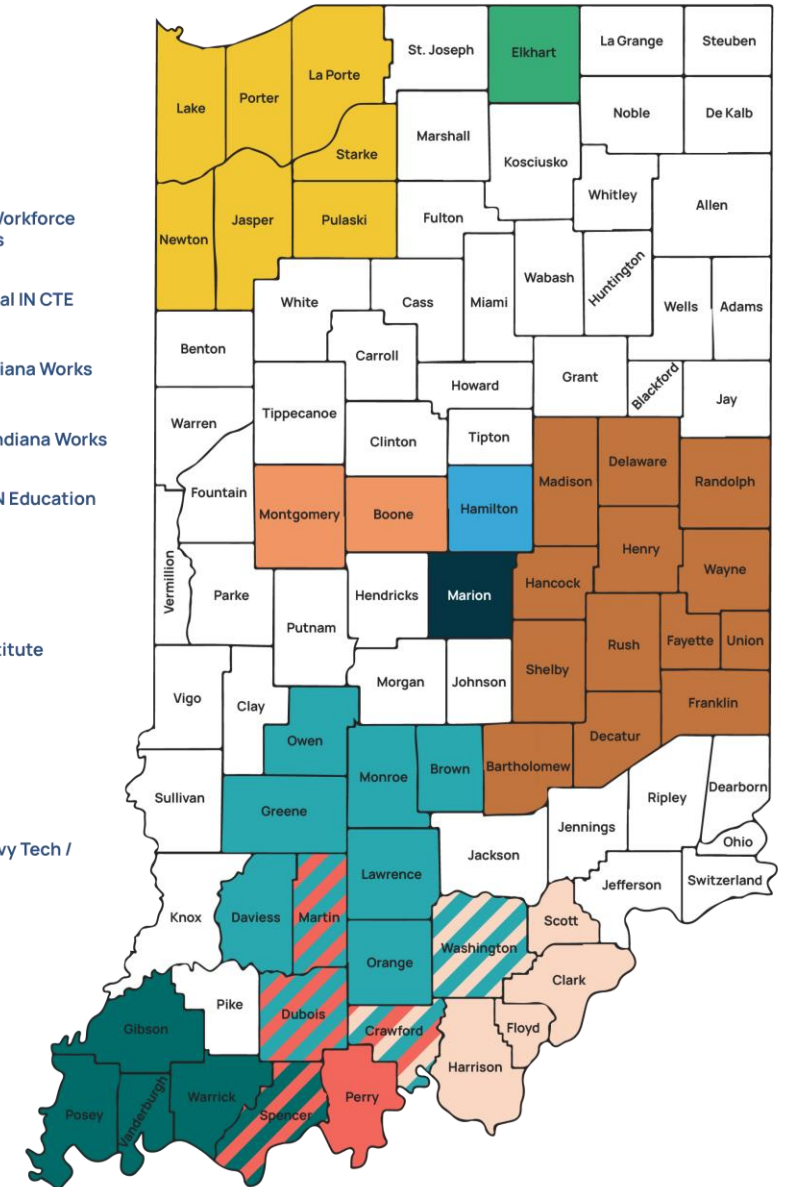 St. Joseph
Elkhart
La Grange
Steuben
La Porte
Porter
Lake
Noble
De Kalb
Marshall
Starke
Kosciusko
Whitley
Allen
Workforce
s
Newton
Jasper
Pulaski
Fulton
Wabash
Huntington
al IN CTE
White
Cass
Miami
Wells
Adams
Benton
Carroll
iana Works
Howard
Grant
Blackford
Jay
Warren
Tippecanoe
Clinton
Tipton
ndiana Works
Madison
Delaware
Randolph
Fountain
N Education
Montgomery
Boone
Hamilton
Henry
Wayne
Vermillion
Parke
Hendricks
Marion
Hancock
Putnam
titute
Rush
Fayette
Union
Shelby
Vigo
Clay
Morgan
Johnson
Franklin
Owen
Monroe
Brown
Bartholomew
Decatur
Sullivan
Greene
Ripley
Dearborn
Jennings
vy Tech /
Jackson
Ohio
Lawrence
Jefferson
Switzerland
Knox
Daviess
Martin
Washington
Scott
Orange
Clark
Pike
Dubois
Crawford
Floyd
Gibson
Harrison
Posey
Vanderburgh
Warrick
Spencer
Perry